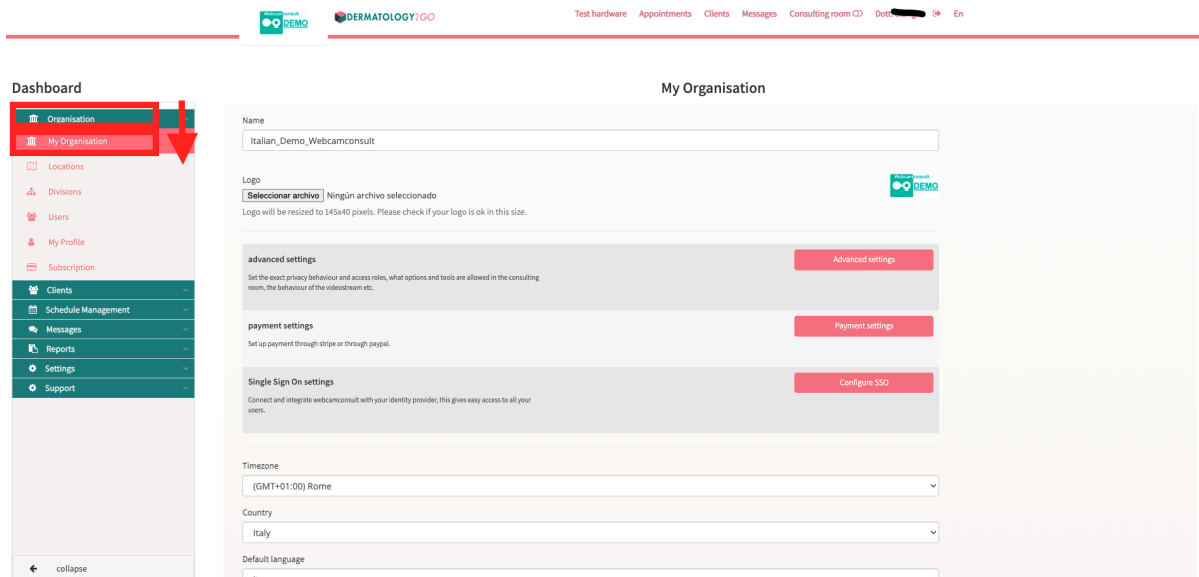 Webcamconsult
DEMO
DERMATOLOGY2GO
Test hardware Appointments Clients Messages Consulting room En
Dashboard
My Organisation
Organisation
My Organisation
Locations
Divisions
Users
My Profile
Subscription
Clients
Schedule Management
Messages
Reports
Settings
Support
collapse
Name
Italian_Demo_Webcamconsult
Logo
Seleccionar archivo Ningún archivo seleccionado
Logo will be resized to 145x40 pixels. Please check if your logo is ok in this size.
Webcamconsult
DEMO
advanced settings
Advanced settings
Set the exact privacy behaviour and access roles, what options and tools are allowed in the consulting
room, the behaviour of the videostream etc.
payment settings
Payment settings
Set up payment through stripe or through paypal.
Single Sign On settings
Configure SSO
Connect and integrate webcamconsult with your identity provider, this gives easy access to all your
users.
Timezone
(GMT+01:00) Rome
Country
Italy
Default language